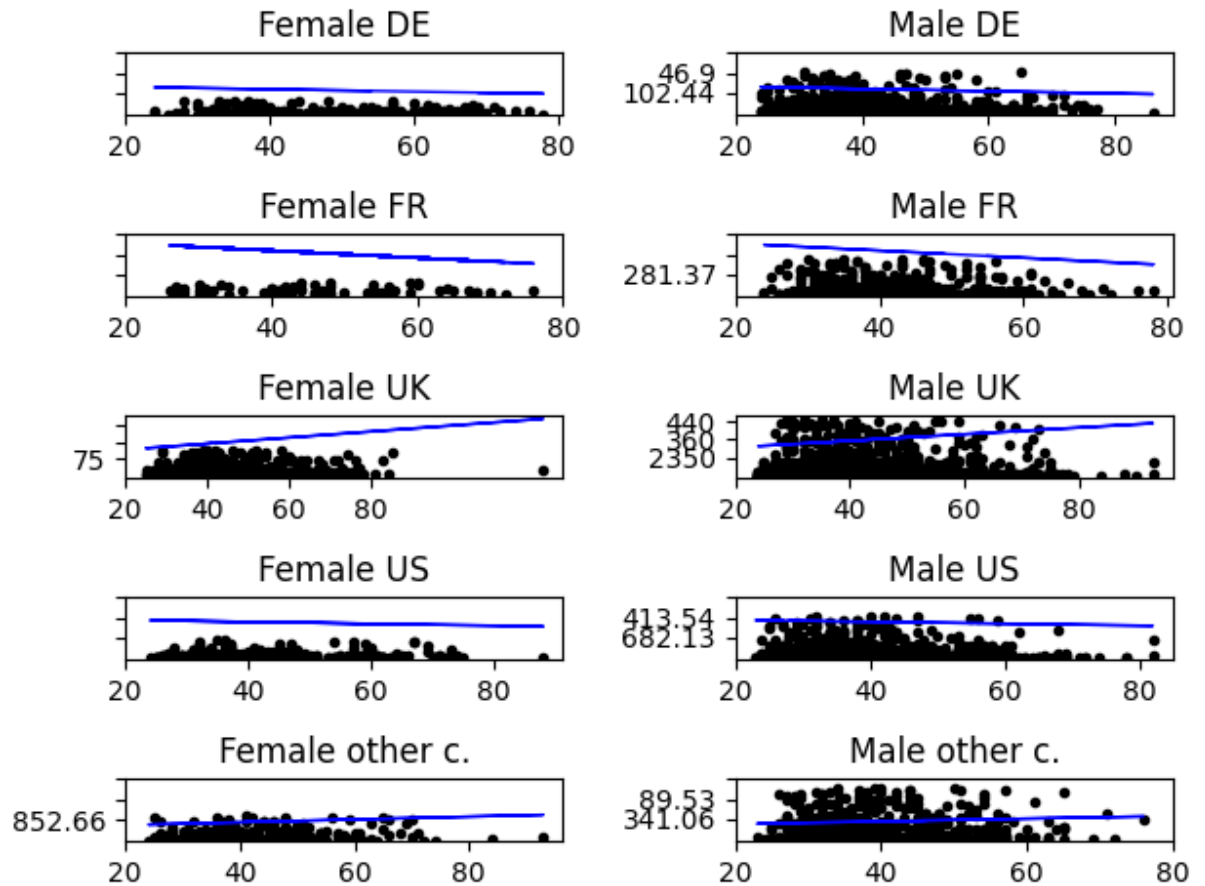 Female DE
20 40 60 80
Male DE
46.9
102.44
20 40 60 80
Female FR
20 40 60 80
Male FR
281.37
20 40 60 80
Female UK
75
20 40 60 80
Male UK
440
360
2350
20 40 60 80
Female US
20 40 60 80
Male US
413.54
682.13
20 40 60 80
Female other c.
852.66
20 40 60 80
Male other c.
89.53
341.06
20 40 60 80